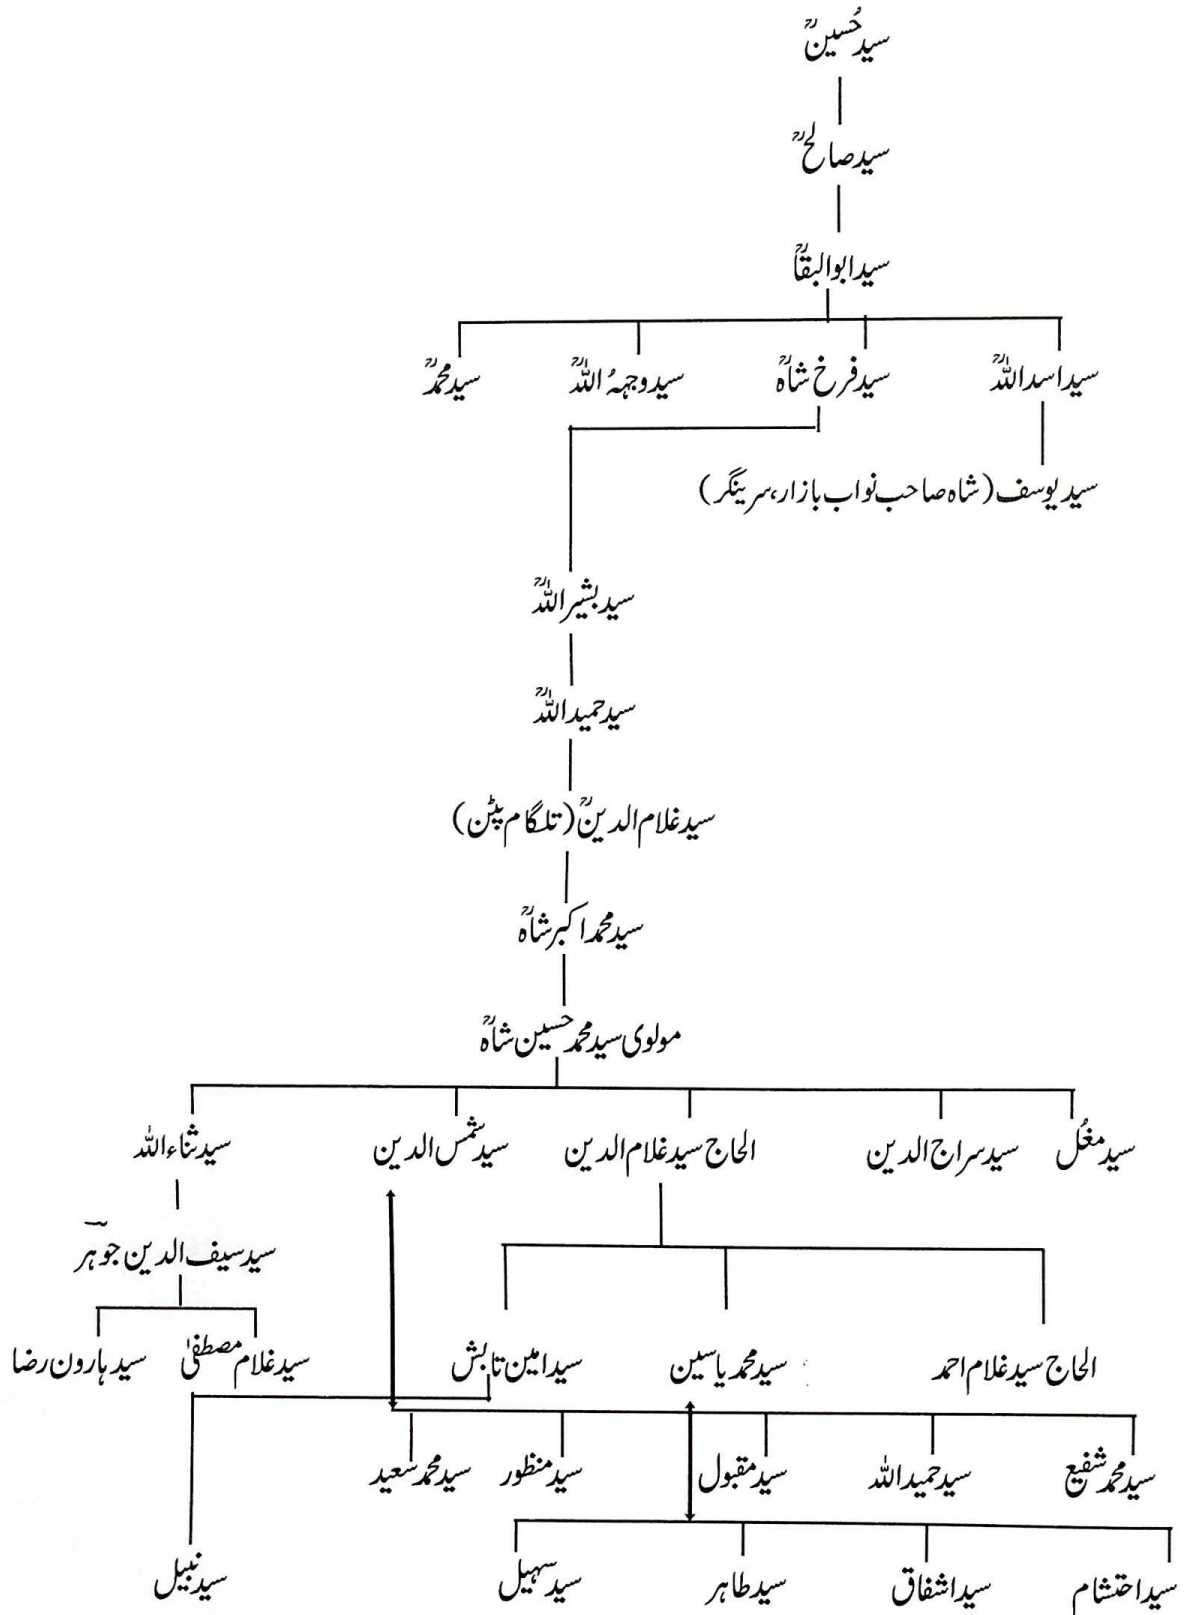 سید حُسینؒ
سید صالحؒ
سید ابوالبقاؒ
سید اسد اللہؒ
سید فرخ شاہؒ
سید وجہہُ اللہؒ
سید محمدؒ
سید یوسف (شاہ صاحب نواب بازار، سرینگر)
سید بشیر اللہؒ
سید حمید اللہؒ
سید غلام الدینؒ (تلگام پٹن)
سید محمد اکبر شاہؒ
مولوی سید محمد حسین شاہؒ
سید مغُل
سید سراج الدین
الحاج سید غلام الدین
سید شمس الدین
سید ثناء اللہ
سید سیف الدین جوہر
الحاج سید غلام احمد
سید محمد یاسین
سید امین تابش
سید غلام مصطفیٰ
سید ہارون رضا
سید محمد شفیع
سید حمید اللہ
سید مقبول
سید منظور
سید محمد سعید
سید احتشام
سید اشفاق
سید طاہر
سید سہیل
سید نبیل